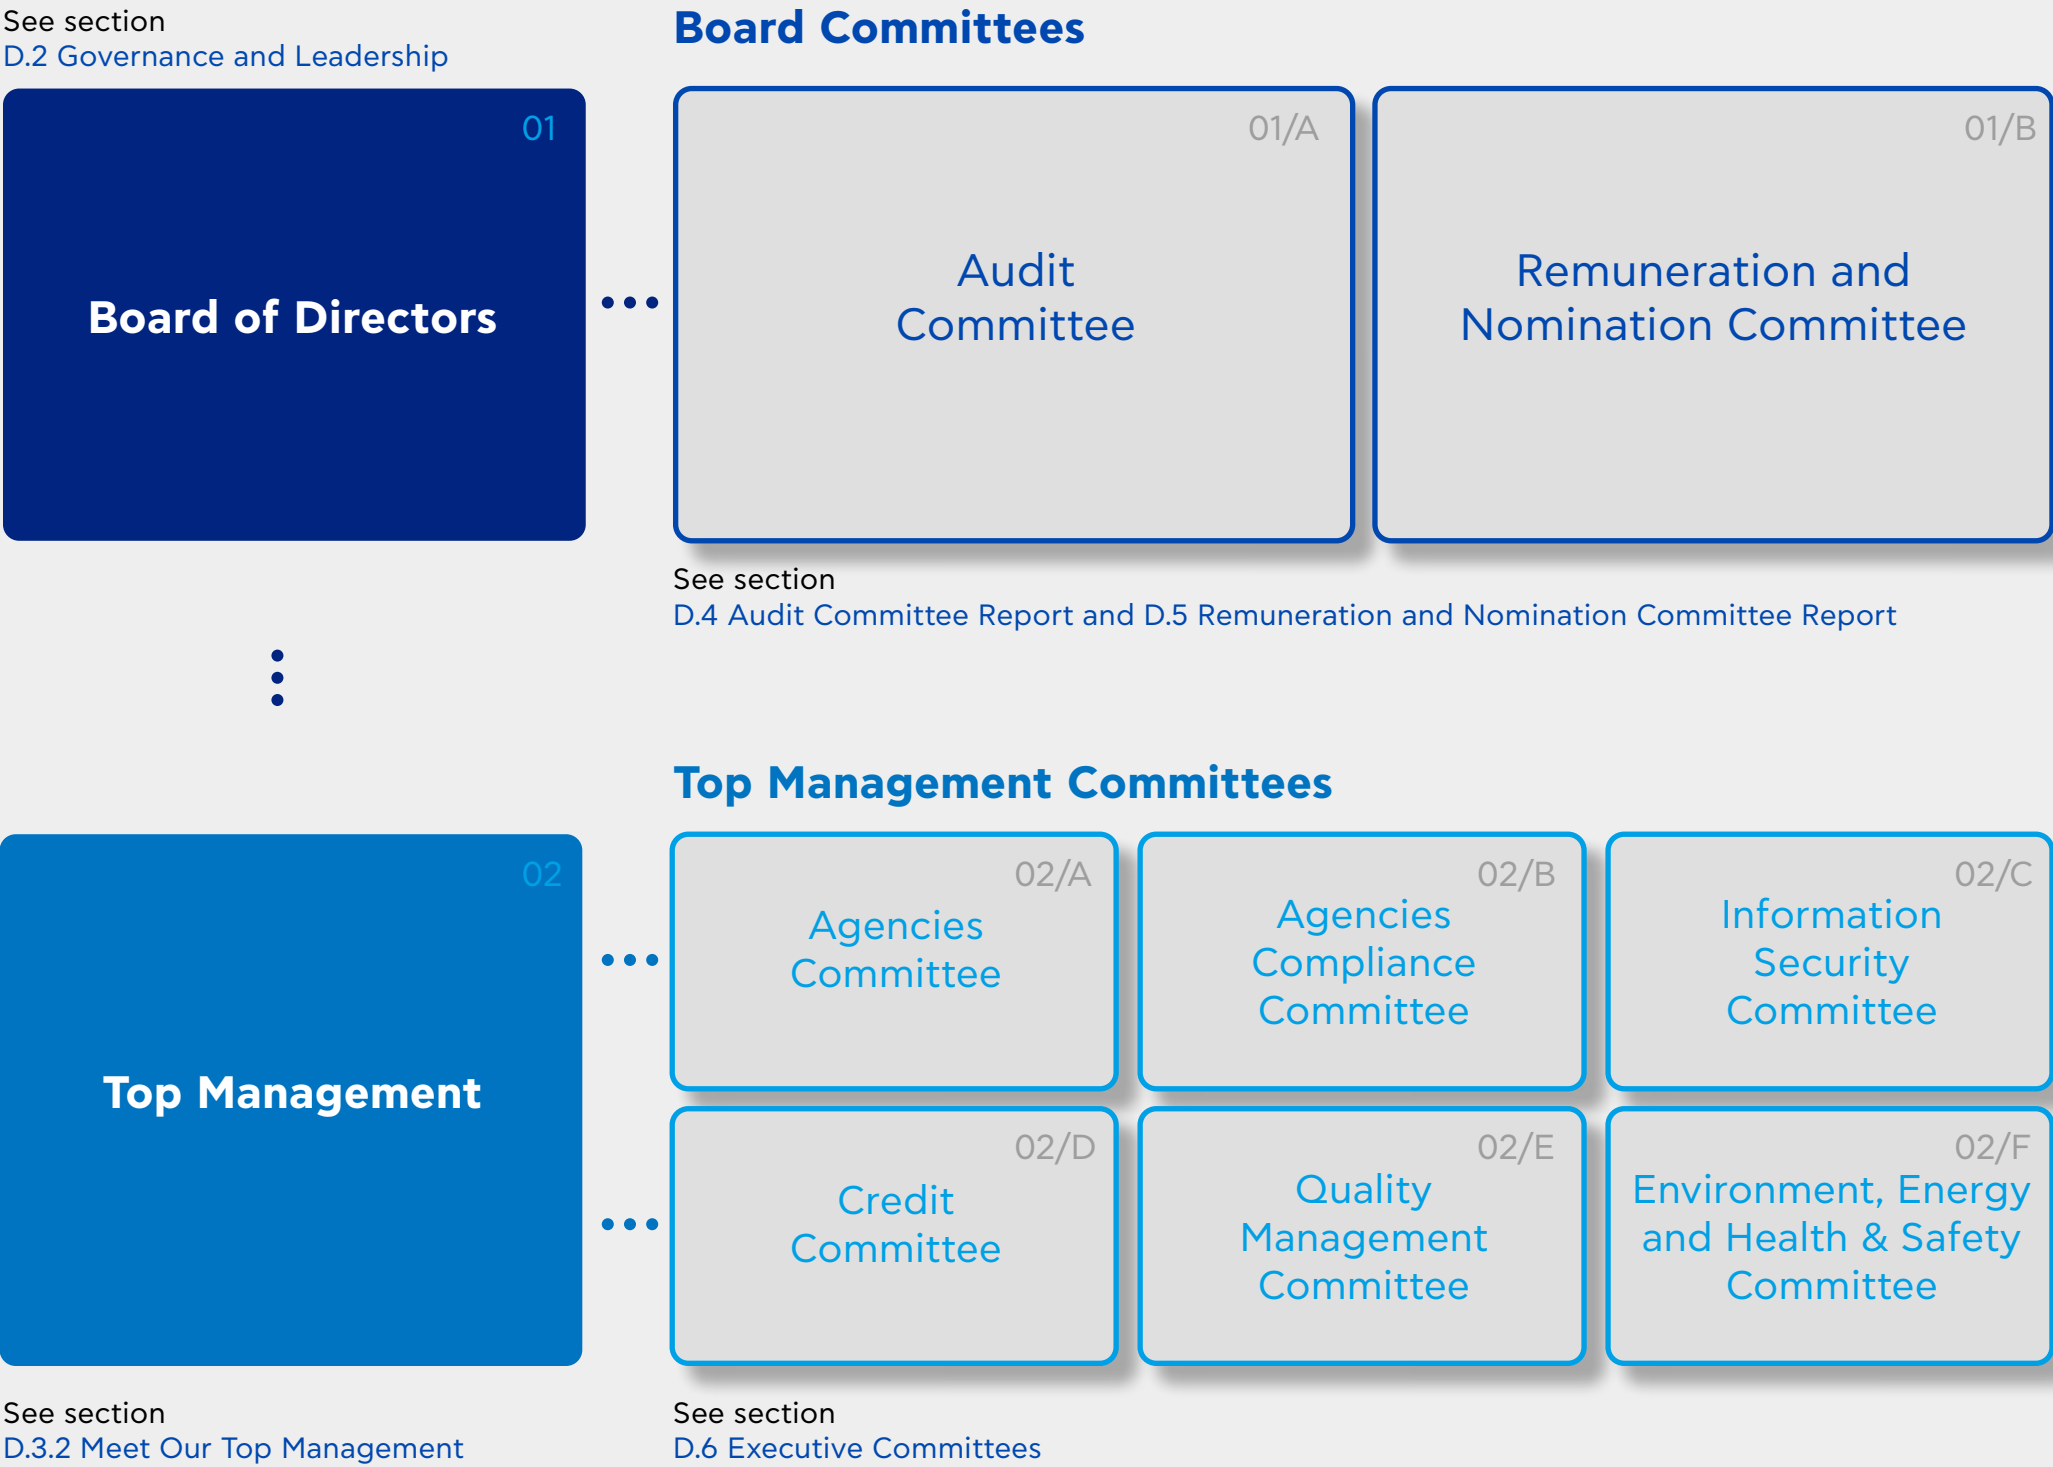 See section
D.2 Governance and Leadership
Board Committees
01
Board of Directors
01/A
Audit
Committee
01/B
Remuneration and
Nomination Committee
See section
D.4 Audit Committee Report and D.5 Remuneration and Nomination Committee Report
Top Management Committees
02
Top Management
02/A
Agencies
Committee
02/B
Agencies
Compliance
Committee
02/C
Information
Security
Committee
02/D
Credit
Committee
02/E
Quality
Management
Committee
02/F
Environment, Energy
and Health & Safety
Committee
See section
D.3.2 Meet Our Top Management
See section
D.6 Executive Committees